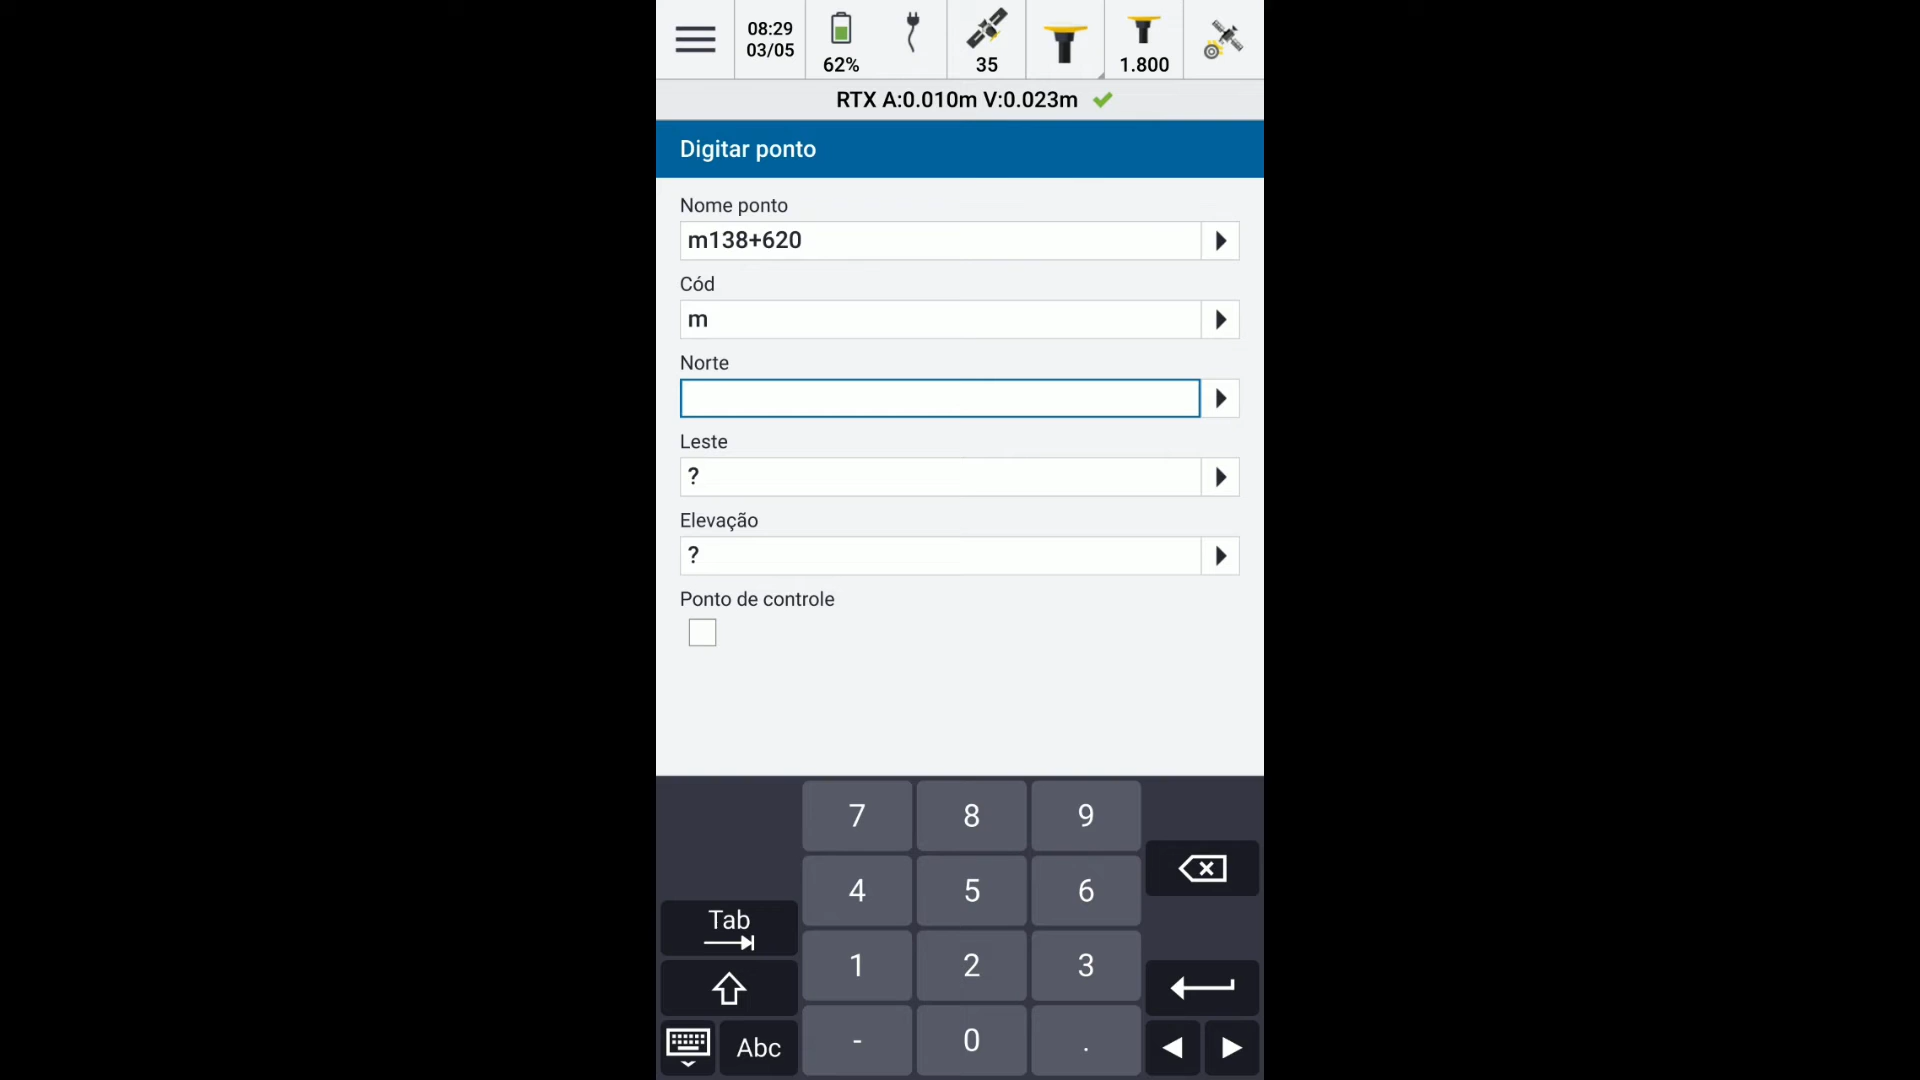 08:29
03/05
62%
35
1.800
RTX A:0.010m V:0.023m
Digitar ponto
Nome ponto
m138+620
Cód
m
Norte
Leste
?
Elevação
?
Ponto de controle
7 8 9
4 5 6
Tab
1 2 3
Abc - 0 .